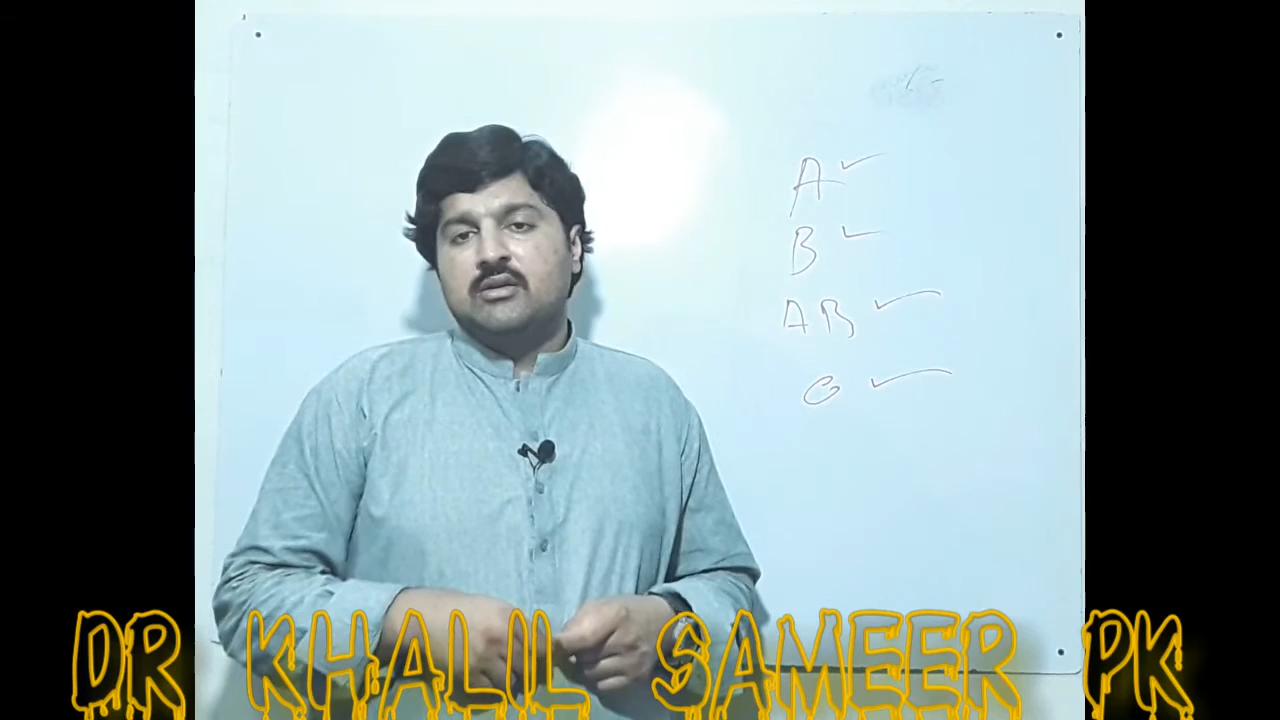 A ✓
B ✓
AB ✓
O ✓
DR KHALIL SAMEER PK